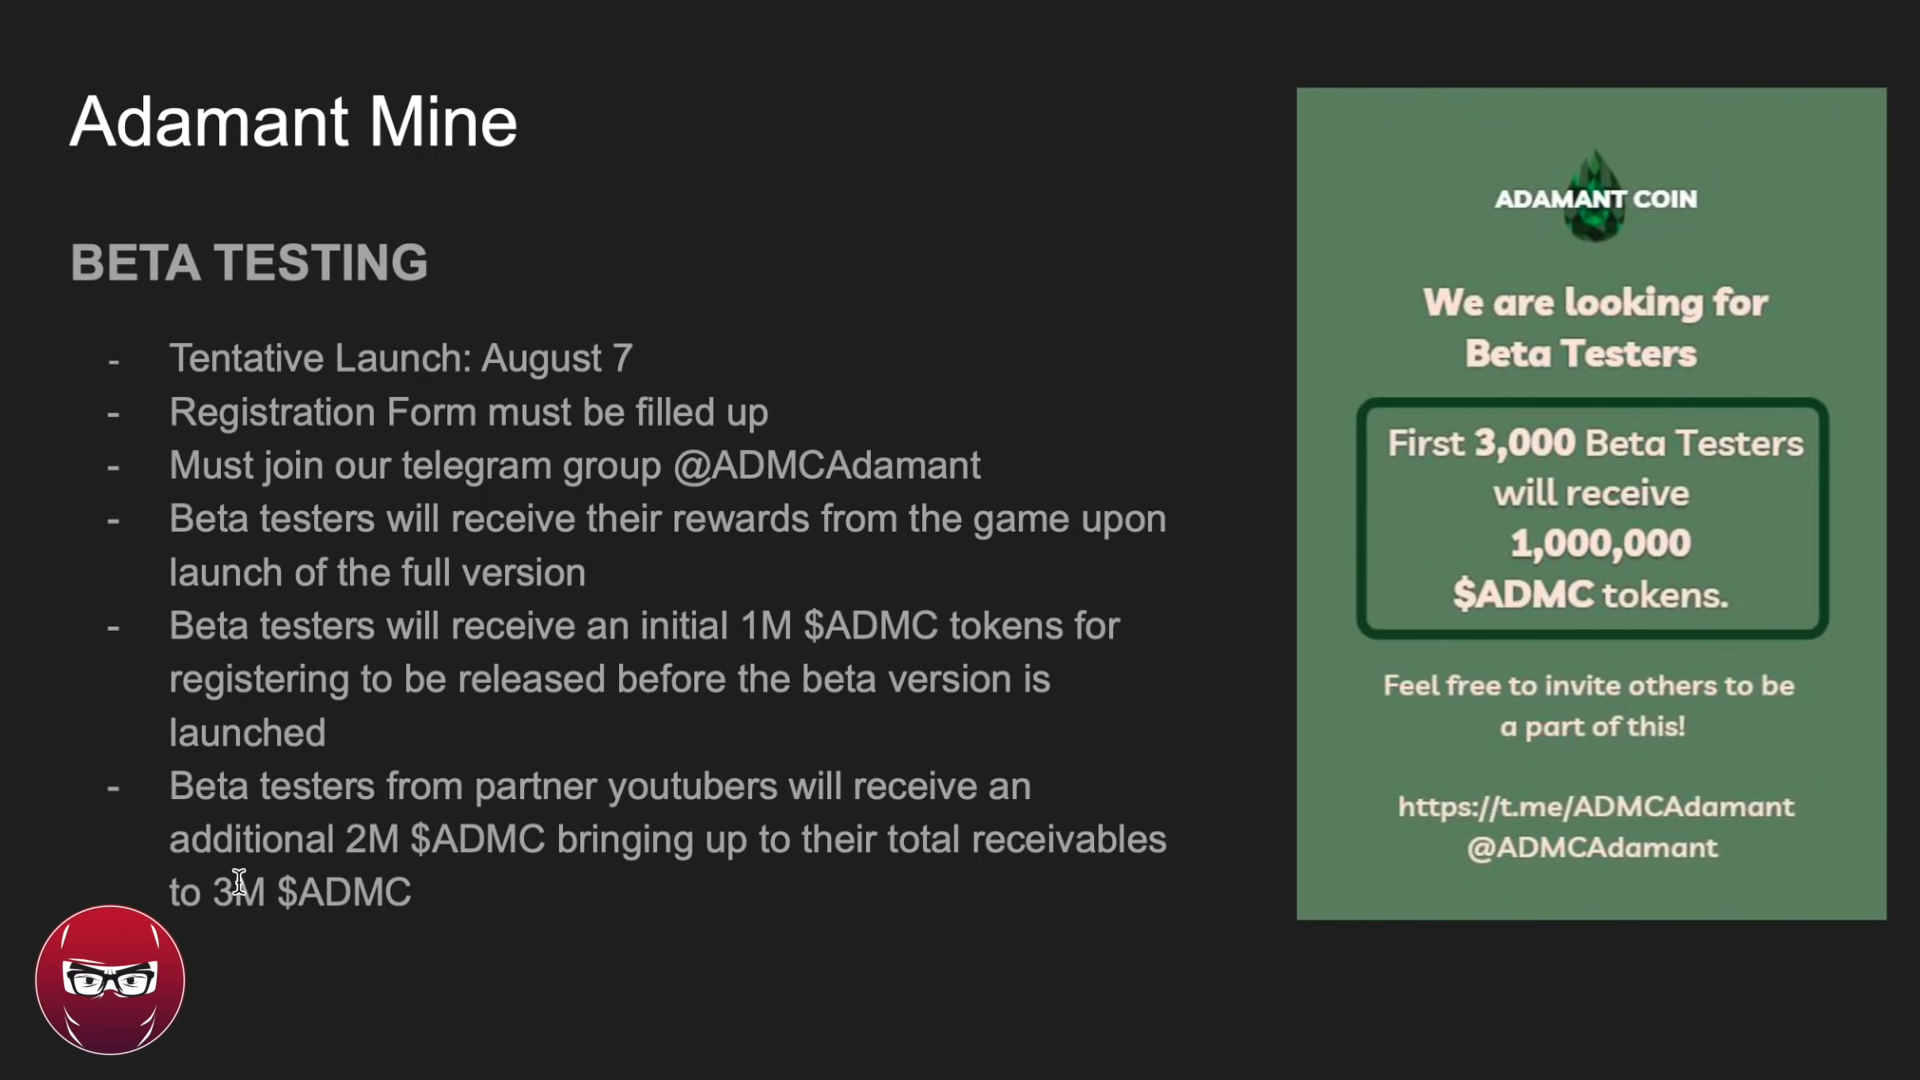 Adamant Mine
BETA TESTING
- Tentative Launch: August 7
- Registration Form must be filled up
- Must join our telegram group @ADMCAdamant
- Beta testers will receive their rewards from the game upon
launch of the full version
- Beta testers will receive an initial 1M $ADMC tokens for
registering to be released before the beta version is
launched
- Beta testers from partner youtubers will receive an
additional 2M $ADMC bringing up to their total receivables
to 3M $ADMC
ADAMANT COIN
We are looking for
Beta Testers
First 3,000 Beta Testers
will receive
1,000,000
$ADMC tokens.
Feel free to invite others to be
a part of this!
https://t.me/ADMCAdamant
@ADMCAdamant